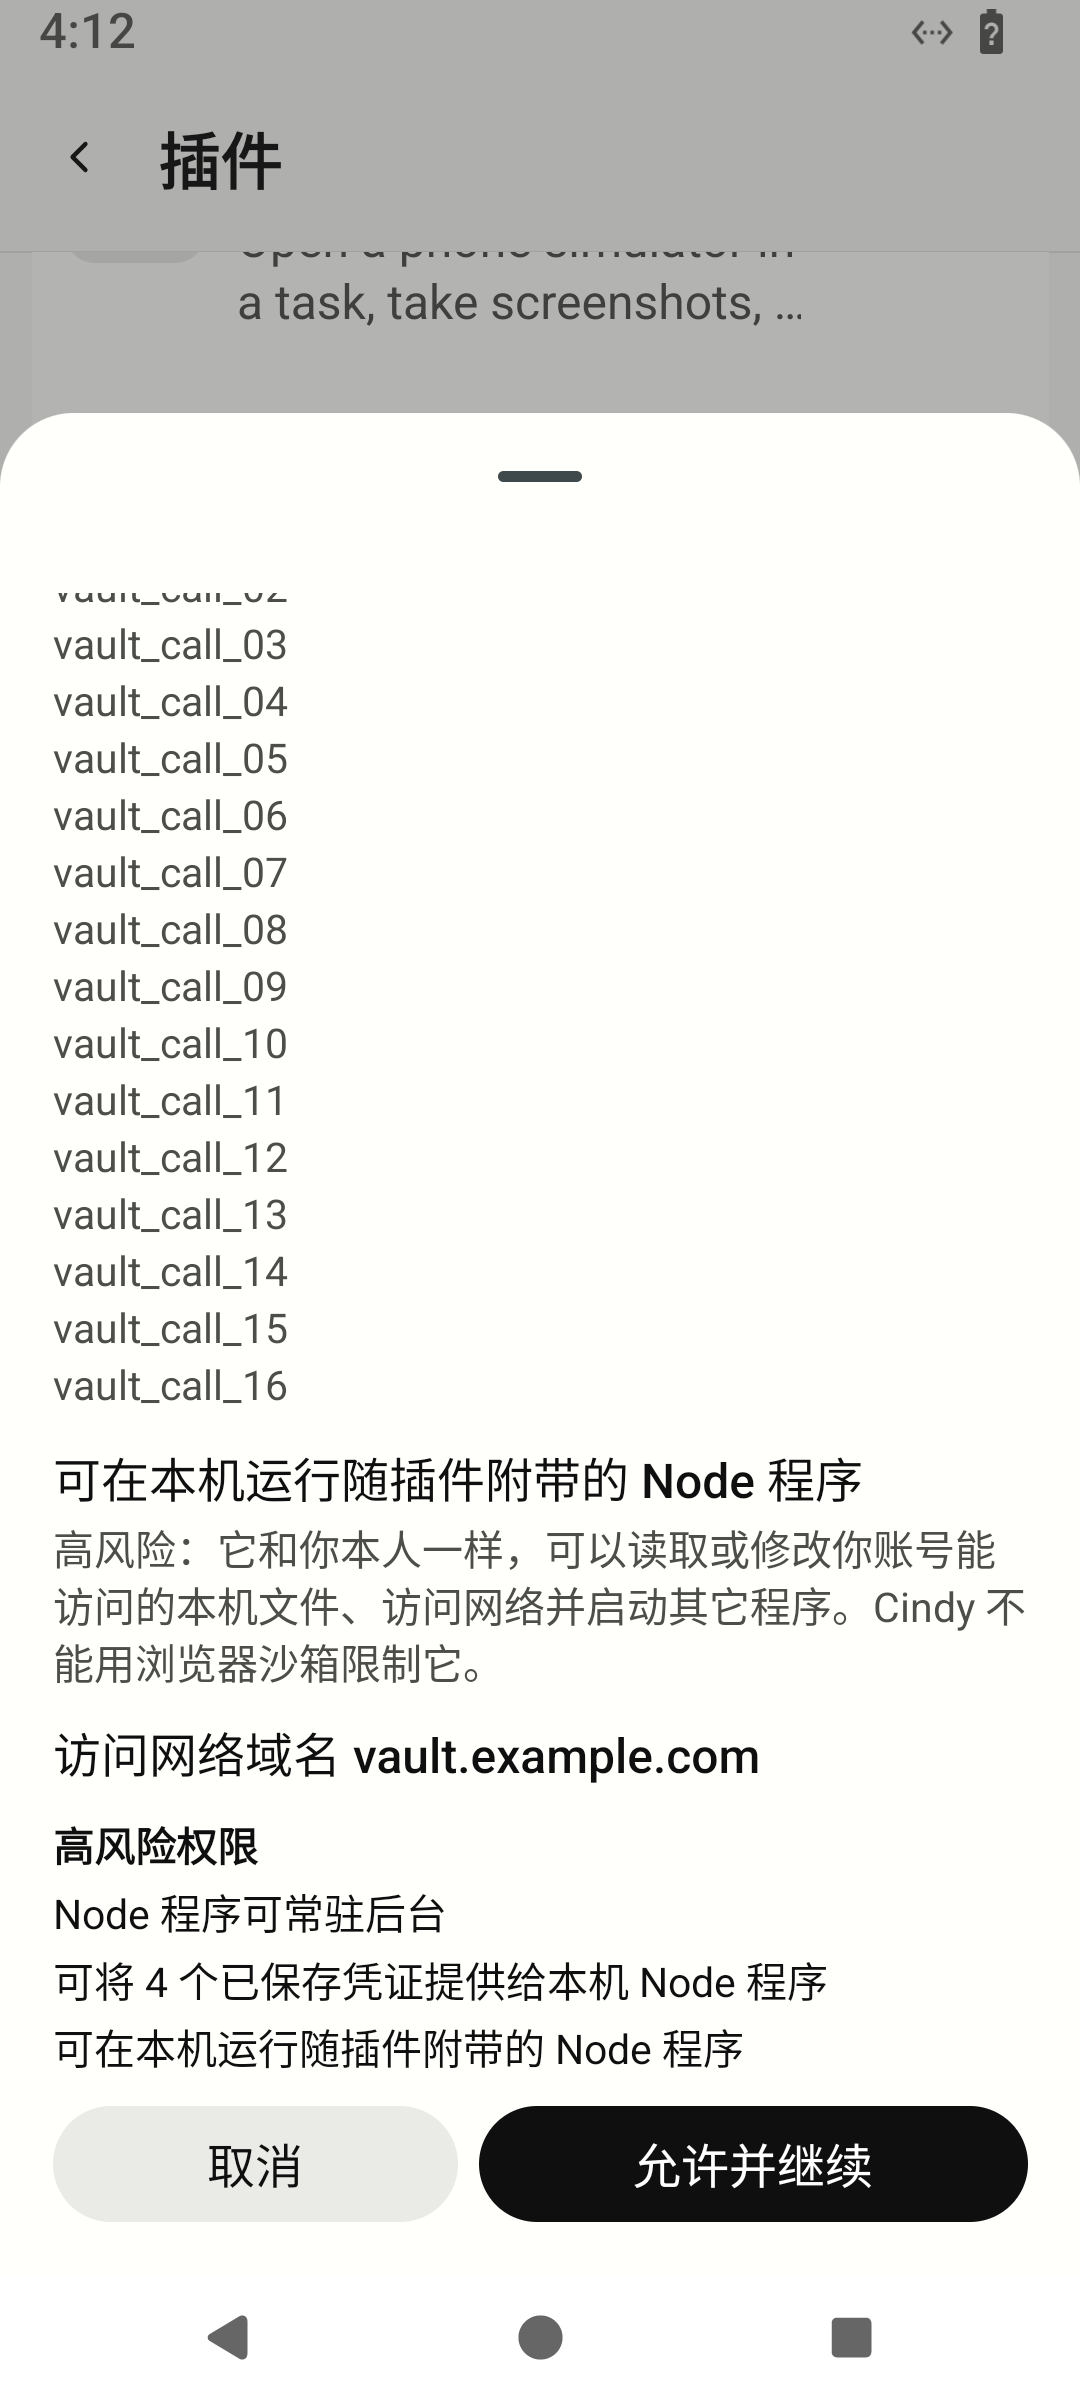 4:12
插件
Open a phone simulator in
a task, take screenshots, …
vault_call_02
vault_call_03
vault_call_04
vault_call_05
vault_call_06
vault_call_07
vault_call_08
vault_call_09
vault_call_10
vault_call_11
vault_call_12
vault_call_13
vault_call_14
vault_call_15
vault_call_16
可在本机运行随插件附带的 Node 程序
高风险：它和你本人一样，可以读取或修改你账号能
访问的本机文件、访问网络并启动其它程序。Cindy 不
能用浏览器沙箱限制它。
访问网络域名 vault.example.com
高风险权限
Node 程序可常驻后台
可将 4 个已保存凭证提供给本机 Node 程序
可在本机运行随插件附带的 Node 程序
取消
允许并继续